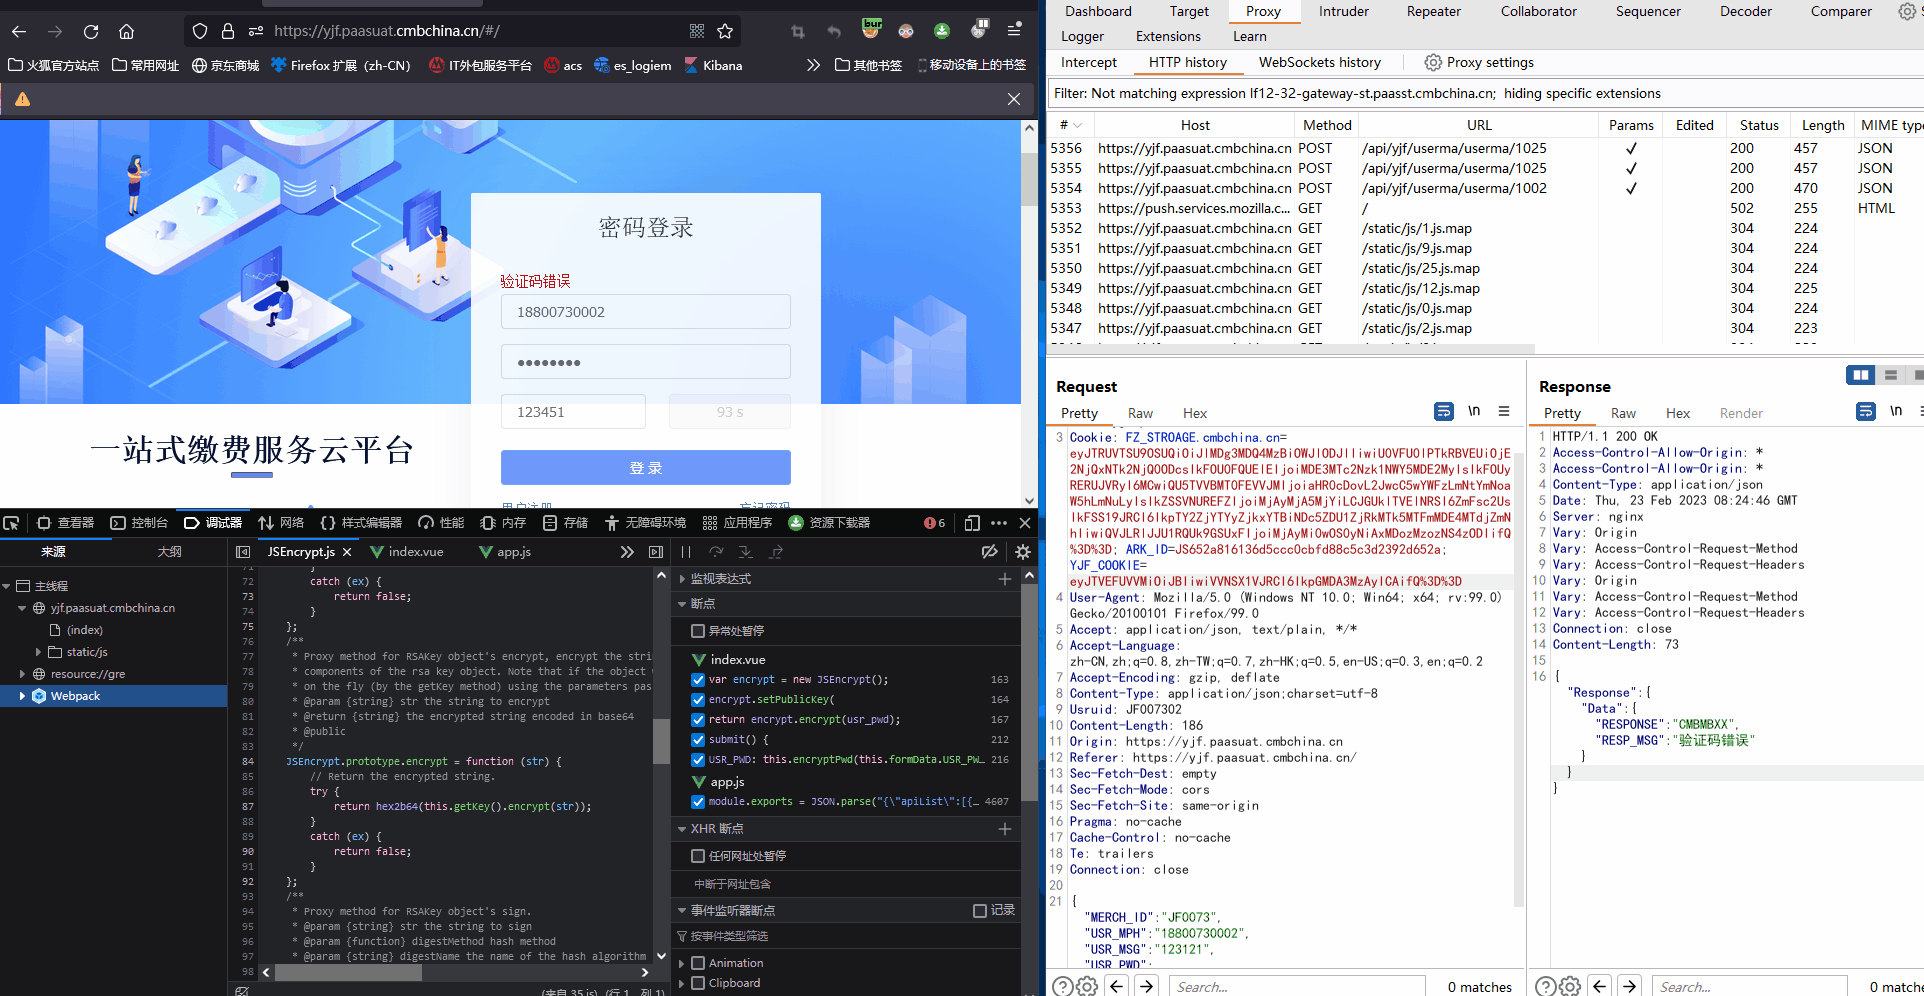 https://yjf.paasuat.cmbchina.cn/#/
火狐官方站点 常用网址 京东商城 Firefox 扩展（zh-CN） IT外包服务平台 acs es_logiem Kibana 其他书签 移动设备上的书签
密码登录
验证码错误
18800730002
123451 93 s
登 录
用户注册 忘记密码
一站式缴费服务云平台
查看器 控制台 调试器 网络 样式编辑器 性能 内存 存储 无障碍环境 应用程序 资源下载器 6
来源 大纲
JSEncrypt.js index.vue app.js
主线程
yjf.paasuat.cmbchina.cn
(index)
static/js
resource://gre
Webpack
71 }
72 catch (ex) {
73 return false;
74 }
75 };
76 /**
77 * Proxy method for RSAKey object's encrypt, encrypt the stri
78 * components of the rsa key object. Note that if the object
79 * on the fly (by the getKey method) using the parameters pas
80 * @param {string} str the string to encrypt
81 * @return {string} the encrypted string encoded in base64
82 * @public
83 */
84 JSEncrypt.prototype.encrypt = function (str) {
85 // Return the encrypted string.
86 try {
87 return hex2b64(this.getKey().encrypt(str));
88 }
89 catch (ex) {
90 return false;
91 }
92 };
93 /**
94 * Proxy method for RSAKey object's sign.
95 * @param {string} str the string to sign
96 * @param {function} digestMethod hash method
97 * @param {string} digestName the name of the hash algorithm
98
(来自 35.js) (行 1, 列 1)
监视表达式
断点
异常处暂停
index.vue
var encrypt = new JSEncrypt(); 163
encrypt.setPublicKey( 164
return encrypt.encrypt(usr_pwd); 167
submit() { 212
USR_PWD: this.encryptPwd(this.formData.USR_PW… 216
app.js
module.exports = JSON.parse("{\"apiList\":[{… 4607
XHR 断点
任何网址处暂停
中断于网址包含
事件监听器断点 记录
按事件类型筛选
Animation
Clipboard
Dashboard Target Proxy Intruder Repeater Collaborator Sequencer Decoder Comparer
Logger Extensions Learn
Intercept HTTP history WebSockets history Proxy settings
Filter: Not matching expression lf12-32-gateway-st.paasst.cmbchina.cn; hiding specific extensions
# Host Method URL Params Edited Status Length MIME type
5356 https://yjf.paasuat.cmbchina.cn POST /api/yjf/userma/userma/1025 ✓ 200 457 JSON
5355 https://yjf.paasuat.cmbchina.cn POST /api/yjf/userma/userma/1025 ✓ 200 457 JSON
5354 https://yjf.paasuat.cmbchina.cn POST /api/yjf/userma/userma/1002 ✓ 200 470 JSON
5353 https://push.services.mozilla.c... GET / 502 255 HTML
5352 https://yjf.paasuat.cmbchina.cn GET /static/js/1.js.map 304 224
5351 https://yjf.paasuat.cmbchina.cn GET /static/js/9.js.map 304 224
5350 https://yjf.paasuat.cmbchina.cn GET /static/js/25.js.map 304 224
5349 https://yjf.paasuat.cmbchina.cn GET /static/js/12.js.map 304 225
5348 https://yjf.paasuat.cmbchina.cn GET /static/js/0.js.map 304 224
5347 https://yjf.paasuat.cmbchina.cn GET /static/js/2.js.map 304 223
Request
Pretty Raw Hex \n
3 Cookie: FZ_STROAGE.cmbchina.cn=
%3D%3D; ARK_ID=JS652a816136d5ccc0cbfd88c5c3d2392d652a;
YJF_COOKIE=
4 User-Agent: Mozilla/5.0 (Windows NT 10.0; Win64; x64; rv:99.0)
Gecko/20100101 Firefox/99.0
5 Accept: application/json, text/plain, */*
6 Accept-Language:
zh-CN,zh;q=0.8,zh-TW;q=0.7,zh-HK;q=0.5,en-US;q=0.3,en;q=0.2
7 Accept-Encoding: gzip, deflate
8 Content-Type: application/json;charset=utf-8
9 Usruid: JF007302
10 Content-Length: 186
11 Origin: https://yjf.paasuat.cmbchina.cn
12 Referer: https://yjf.paasuat.cmbchina.cn/
13 Sec-Fetch-Dest: empty
14 Sec-Fetch-Mode: cors
15 Sec-Fetch-Site: same-origin
16 Pragma: no-cache
17 Cache-Control: no-cache
18 Te: trailers
19 Connection: close
20
21 {
"MERCH_ID":"JF0073",
"USR_MPH":"18800730002",
"USR_MSG":"123121",
"USR_PWD":
Search... 0 matches
Response
Pretty Raw Hex Render \n
1 HTTP/1.1 200 OK
2 Access-Control-Allow-Origin: *
3 Access-Control-Allow-Origin: *
4 Content-Type: application/json
5 Date: Thu, 23 Feb 2023 08:24:46 GMT
6 Server: nginx
7 Vary: Origin
8 Vary: Access-Control-Request-Method
9 Vary: Access-Control-Request-Headers
10 Vary: Origin
11 Vary: Access-Control-Request-Method
12 Vary: Access-Control-Request-Headers
13 Connection: close
14 Content-Length: 73
15
16 {
"Response":{
"Data":{
"RESPONSE":"CMBMBXX",
"RESP_MSG":"验证码错误"
}
}
}
Search... 0 matches